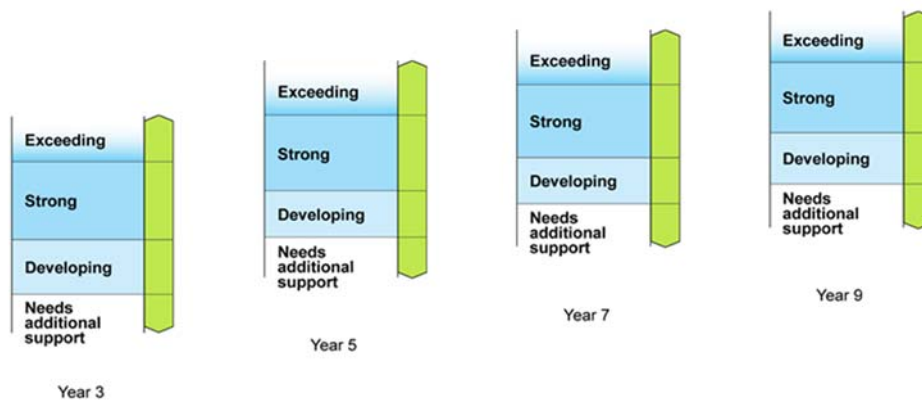 Exceeding
Strong
Developing
Needs
additional
support
Year 3
Exceeding
Strong
Developing
Needs
additional
support
Year 5
Exceeding
Strong
Developing
Needs
additional
support
Year 7
Exceeding
Strong
Developing
Needs
additional
support
Year 9